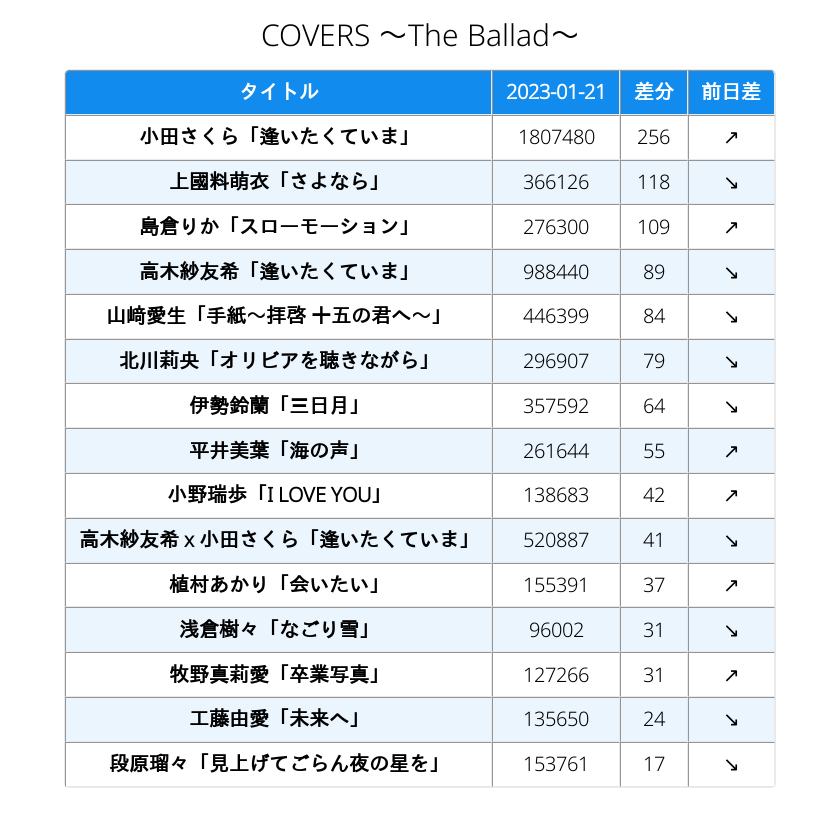 COVERS ～The Ballad～
タイトル 2023-01-21 差分 前日差
小田さくら「逢いたくていま」 1807480 256 ↗
上國料萌衣「さよなら」 366126 118 ↘
島倉りか「スローモーション」 276300 109 ↗
高木紗友希「逢いたくていま」 988440 89 ↘
山﨑愛生「手紙～拝啓 十五の君へ～」 446399 84 ↘
北川莉央「オリビアを聴きながら」 296907 79 ↘
伊勢鈴蘭「三日月」 357592 64 ↘
平井美葉「海の声」 261644 55 ↗
小野瑞歩「I LOVE YOU」 138683 42 ↗
高木紗友希 x 小田さくら「逢いたくていま」 520887 41 ↘
植村あかり「会いたい」 155391 37 ↗
浅倉樹々「なごり雪」 96002 31 ↘
牧野真莉愛「卒業写真」 127266 31 ↗
工藤由愛「未来へ」 135650 24 ↘
段原瑠々「見上げてごらん夜の星を」 153761 17 ↘